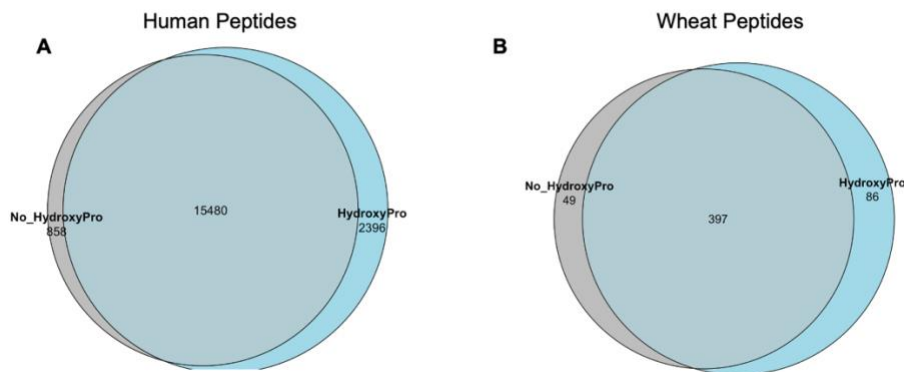 Human Peptides
A
No_HydroxyPro
858
15480
HydroxyPro
2396
Wheat Peptides
B
No_HydroxyPro
49
397
HydroxyPro
86